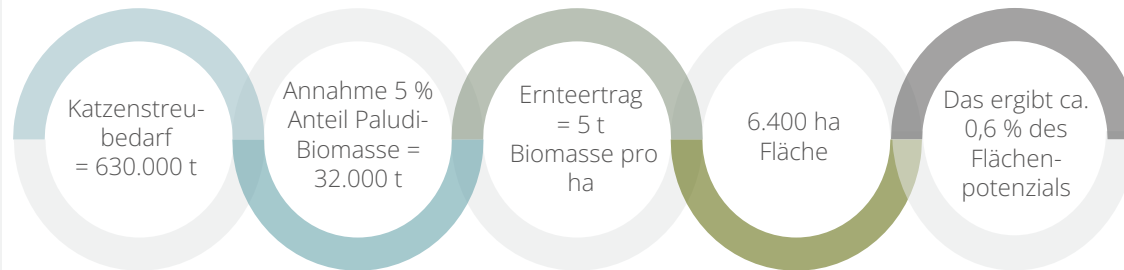 Katzenstreu-
bedarf
= 630.000 t
Annahme 5 %
Anteil Paludi-
Biomasse =
32.000 t
Ernteertrag
= 5 t
Biomasse pro
ha
6.400 ha
Fläche
Das ergibt ca.
0,6 % des
Flächen-
potenzials